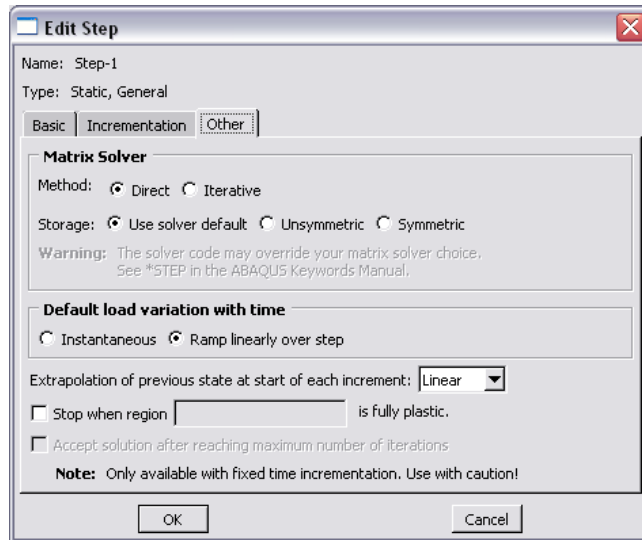 Edit Step
Name: Step-1
Type: Static, General
Basic Incrementation Other
Matrix Solver
Method: Direct Iterative
Storage: Use solver default Unsymmetric Symmetric
Warning: The solver code may override your matrix solver choice.
See *STEP in the ABAQUS Keywords Manual.
Default load variation with time
Instantaneous Ramp linearly over step
Extrapolation of previous state at start of each increment: Linear
Stop when region is fully plastic.
Accept solution after reaching maximum number of iterations
Note: Only available with fixed time incrementation. Use with caution!
OK Cancel